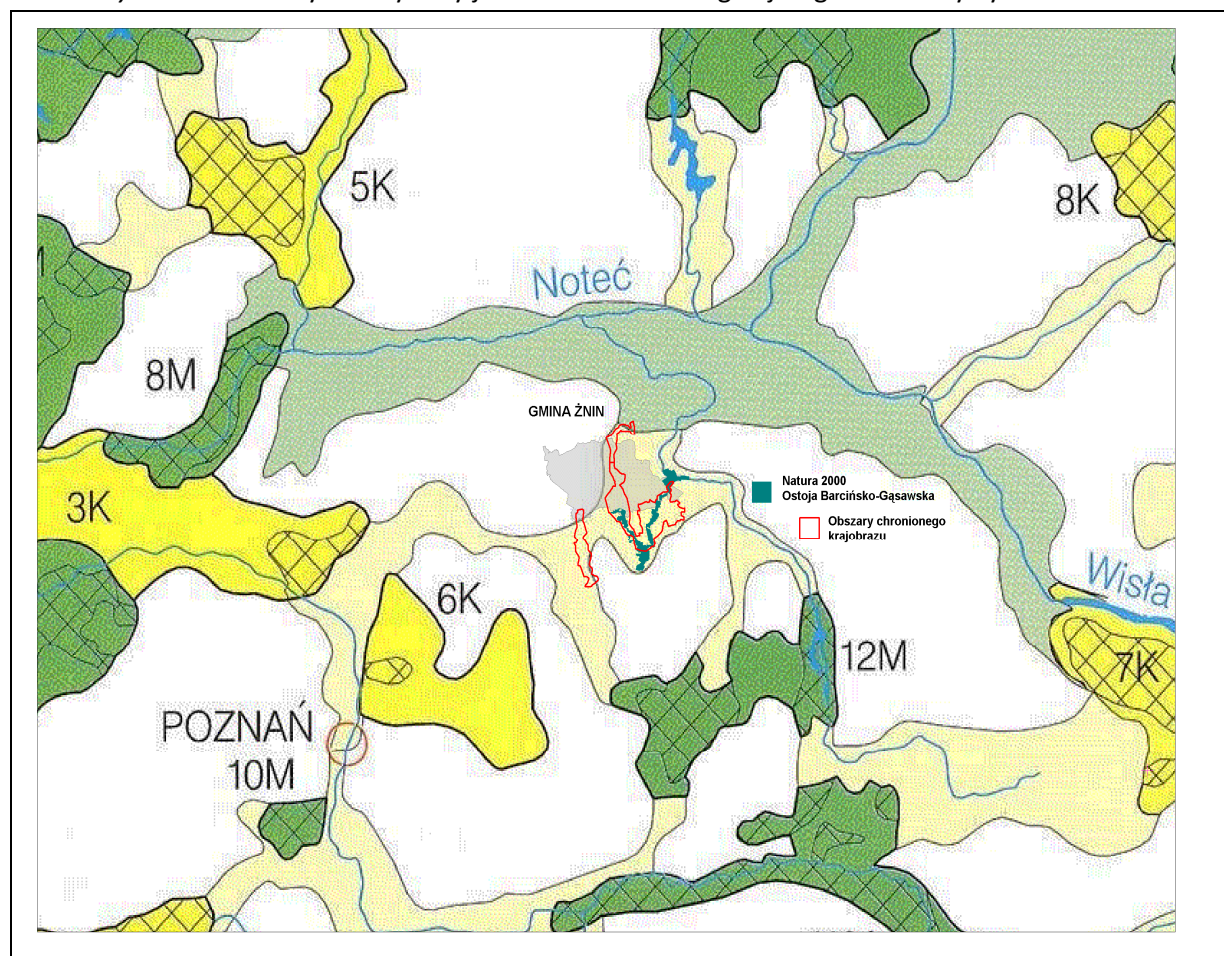 5K
8K
Noteć
8M
GMINA ŻNIN
Natura 2000
Ostoja Barcińsko-Gąsawska
3K
Obszary chronionego
krajobrazu
Wisła
6K
12M
7K
POZNAŃ
10M